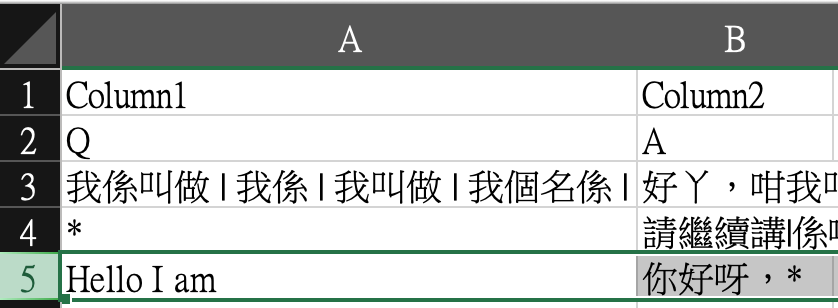 A B
1 Column1 Column2
2 Q A
3 我係叫做 | 我係 | 我叫做 | 我個名係 | 好丫，咁我
4 * 請繼續講|係
5 Hello I am 你好呀，*